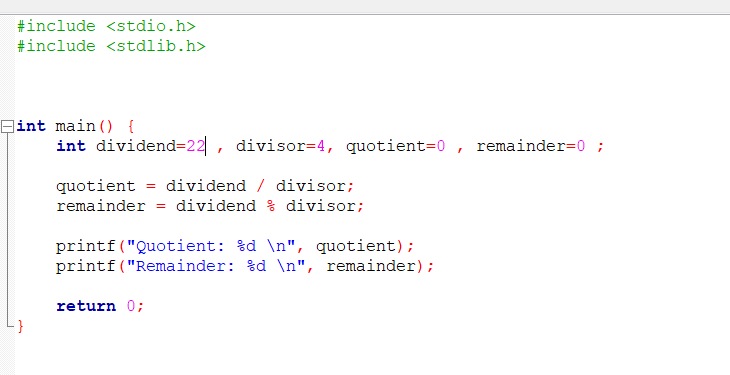 #include <stdio.h>
#include <stdlib.h>
int main() {
int dividend=22 , divisor=4, quotient=0 , remainder=0 ;
quotient = dividend / divisor;
remainder = dividend % divisor;
printf("Quotient: %d \n", quotient);
printf("Remainder: %d \n", remainder);
return 0;
}